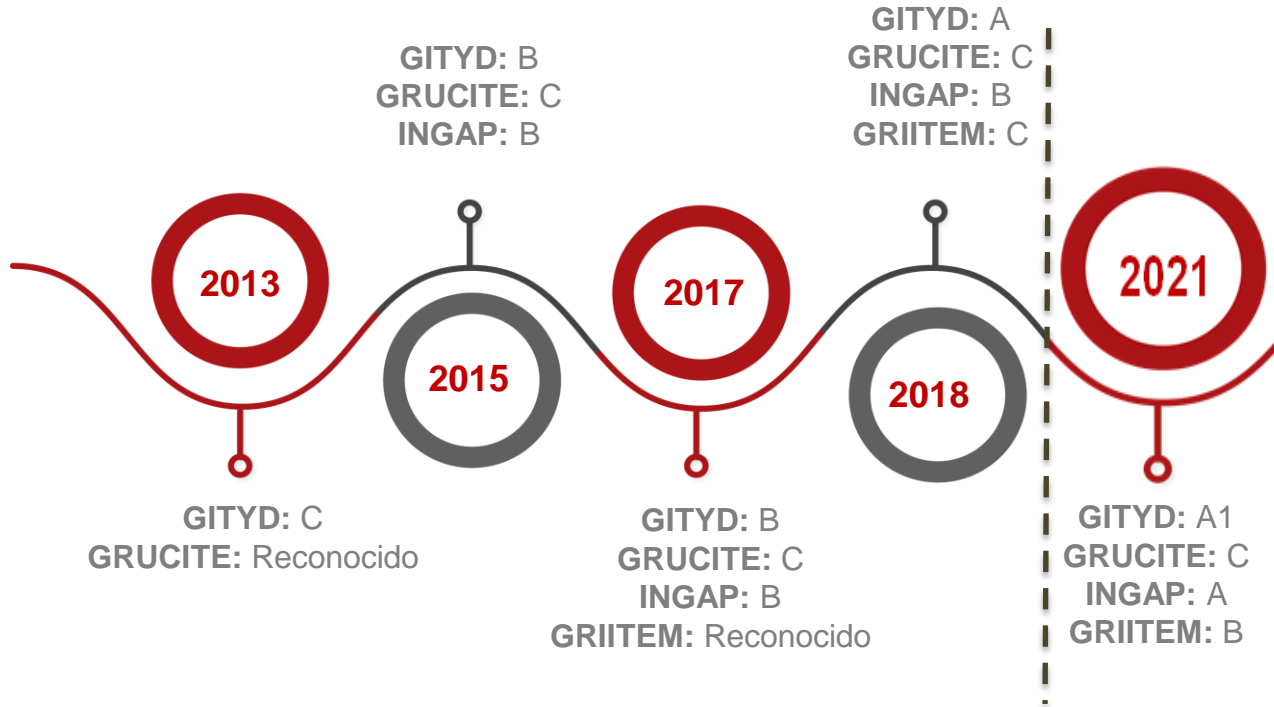 2013
GITYD: C
GRUCITE: Reconocido
GITYD: B
GRUCITE: C
INGAP: B
2015
2017
GITYD: B
GRUCITE: C
INGAP: B
GRIITEM: Reconocido
GITYD: A
GRUCITE: C
INGAP: B
GRIITEM: C
2018
2021
GITYD: A1
GRUCITE: C
INGAP: A
GRIITEM: B